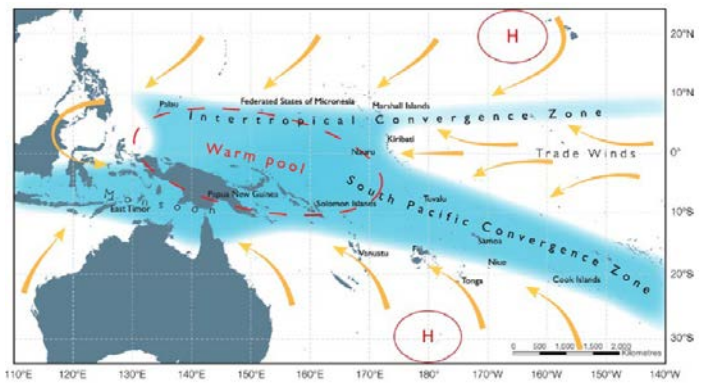 H
20°N
10°N
0°
10°S
20°S
30°S
Palau
Federated States of Micronesia
Marshall Islands
Intertropical Convergence Zone
Kiribati
Nauru
Trade Winds
Warm pool
Monsoon
East Timor
Papua New Guinea
Solomon Islands
Tuvalu
South Pacific Convergence Zone
Samoa
Vanuatu
Fiji
Niue
Tonga
Cook Islands
H
0
500
1,000
1,500
2,000
Kilometres
110°E
120°E
130°E
140°E
150°E
160°E
170°E
180°
170°W
160°W
150°W
140°W